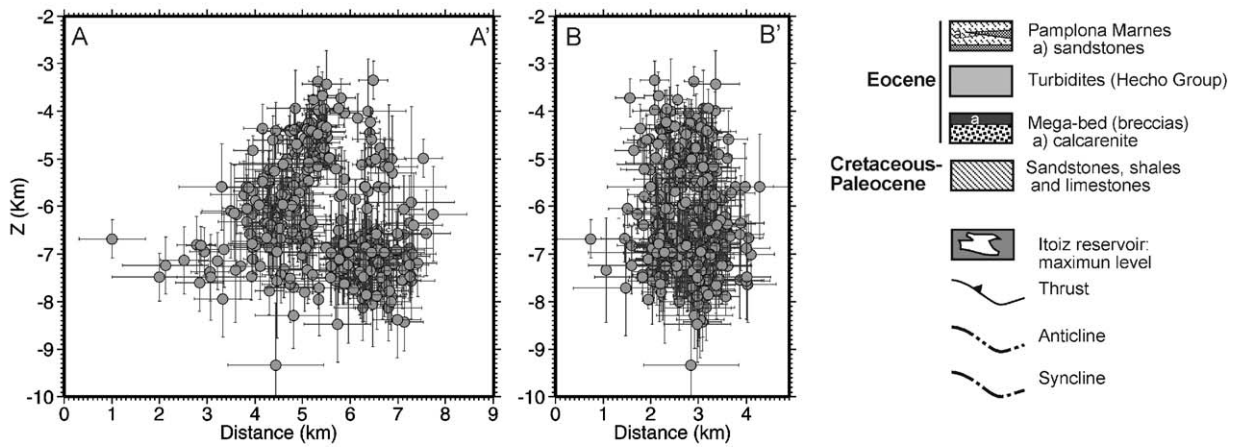 A
A'
-2
-3
-4
-5
-6
-7
-8
-9
-10
Z (Km)
0 1 2 3 4 5 6 7 8 9
Distance (km)
B
B'
-2
-3
-4
-5
-6
-7
-8
-9
-10
0 1 2 3 4
Distance (km)
Eocene
Cretaceous-
Paleocene
a
Pamplona Marnes
a) sandstones
Turbidites (Hecho Group)
a
Mega-bed (breccias)
a) calcarenite
Sandstones, shales
and limestones
Itoiz reservoir:
maximun level
Thrust
Anticline
Syncline